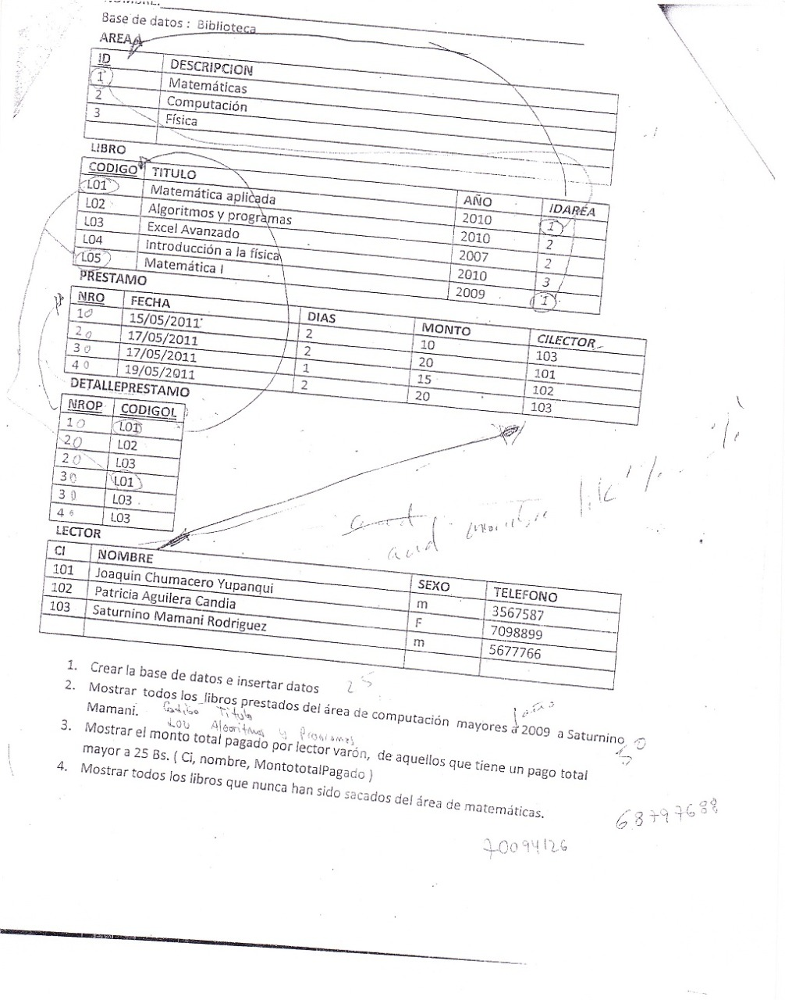 NOMBRE:
Base de datos : Biblioteca
AREA
ID DESCRIPCION
1 Matemáticas
2 Computación
3 Física
LIBRO
CODIGO TITULO AÑO IDAREA
L01 Matemática aplicada 2010 1
L02 Algoritmos y programas 2010 2
L03 Excel Avanzado 2007 2
L04 Introducción a la física 2010 3
L05 Matemática I 2009 1
PRESTAMO
NRO FECHA DIAS MONTO CILECTOR
10 15/05/2011 2 10 103
20 17/05/2011 2 20 101
30 17/05/2011 1 15 102
40 19/05/2011 2 20 103
DETALLEPRESTAMO
NROP CODIGOL
10 L01
20 L02
20 L03
30 L01
30 L03
40 L03
and
and nombre like '%
LECTOR
CI NOMBRE SEXO TELEFONO
101 Joaquin Chumacero Yupanqui m 3567587
102 Patricia Aguilera Candia F 7098899
103 Saturnino Mamani Rodriguez m 5677766
1. Crear la base de datos e insertar datos 25
2. Mostrar todos los libros prestados del área de computación mayores a 2009 a Saturnino
Mamani. Codigo Titulo
L02 Algoritmos y Programas
3. Mostrar el monto total pagado por lector varón, de aquellos que tiene un pago total
mayor a 25 Bs. ( Ci, nombre, MontototalPagado )
4. Mostrar todos los libros que nunca han sido sacados del área de matemáticas.
68797688
70094126